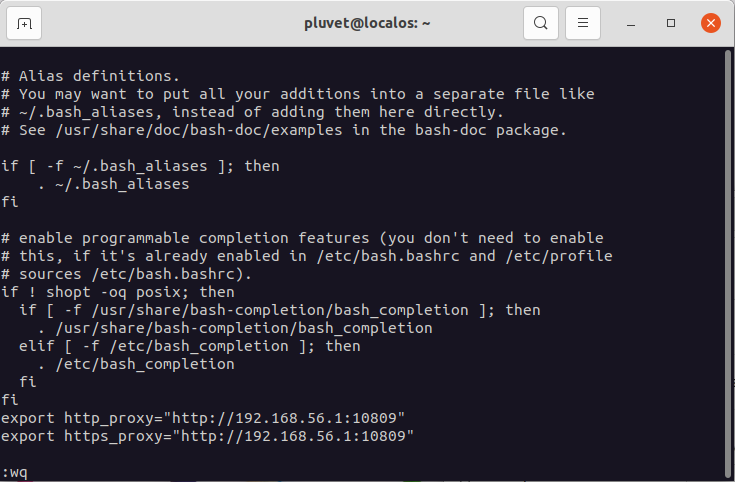 pluvet@localos: ~
# Alias definitions.
# You may want to put all your additions into a separate file like
# ~/.bash_aliases, instead of adding them here directly.
# See /usr/share/doc/bash-doc/examples in the bash-doc package.

if [ -f ~/.bash_aliases ]; then
    . ~/.bash_aliases
fi

# enable programmable completion features (you don't need to enable
# this, if it's already enabled in /etc/bash.bashrc and /etc/profile
# sources /etc/bash.bashrc).
if ! shopt -oq posix; then
  if [ -f /usr/share/bash-completion/bash_completion ]; then
    . /usr/share/bash-completion/bash_completion
  elif [ -f /etc/bash_completion ]; then
    . /etc/bash_completion
  fi
fi
export http_proxy="http://192.168.56.1:10809"
export https_proxy="http://192.168.56.1:10809"

:wq